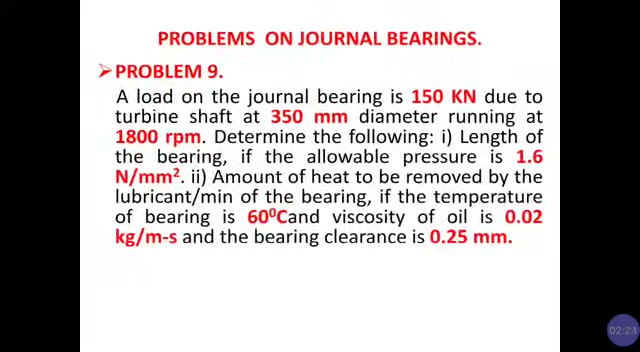 PROBLEMS ON JOURNAL BEARINGS.
➢PROBLEM 9.
A load on the journal bearing is 150 KN due to
turbine shaft at 350 mm diameter running at
1800 rpm. Determine the following: i) Length of
the bearing, if the allowable pressure is 1.6
N/mm². ii) Amount of heat to be removed by the
lubricant/min of the bearing, if the temperature
of bearing is 60⁰Cand viscosity of oil is 0.02
kg/m-s and the bearing clearance is 0.25 mm.
02:21